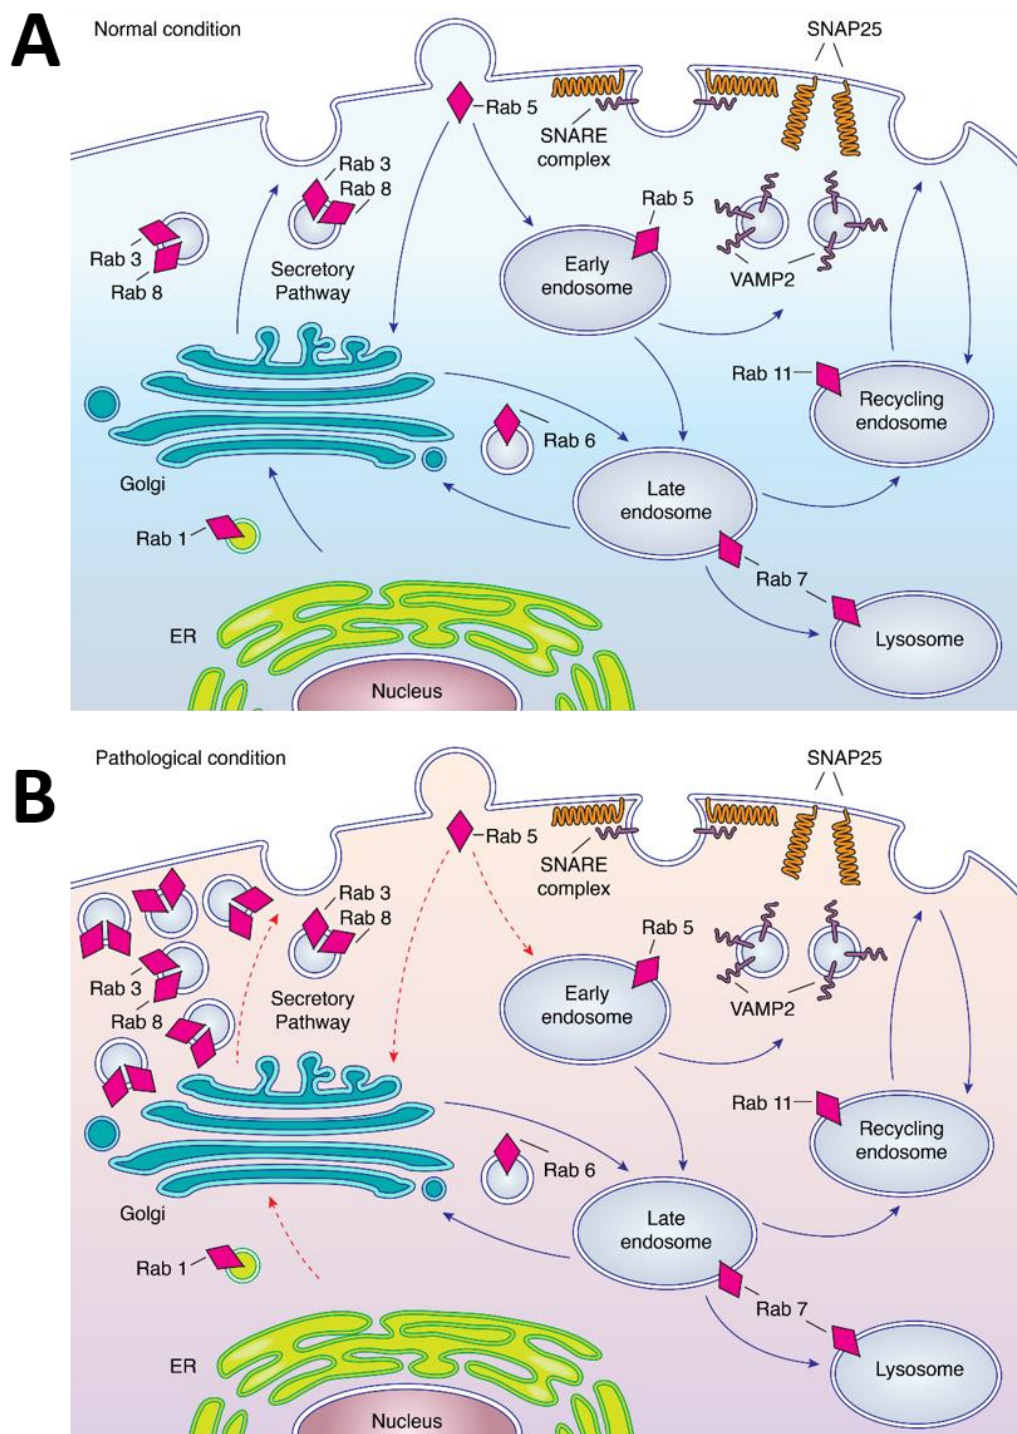 A
Normal condition
SNAP25
Rab 5
SNARE
complex
Rab 3
Rab 8
Rab 5
Rab 3
Rab 8
Secretory
Pathway
Early
endosome
VAMP2
Rab 11
Recycling
endosome
Rab 6
Golgi
Late
endosome
Rab 1
Rab 7
ER
Lysosome
Nucleus
B
Pathological condition
SNAP25
Rab 5
SNARE
complex
Rab 3
Rab 8
Rab 5
Rab 3
Rab 8
Secretory
Pathway
Early
endosome
VAMP2
Rab 11
Recycling
endosome
Rab 6
Golgi
Late
endosome
Rab 1
Rab 7
ER
Lysosome
Nucleus